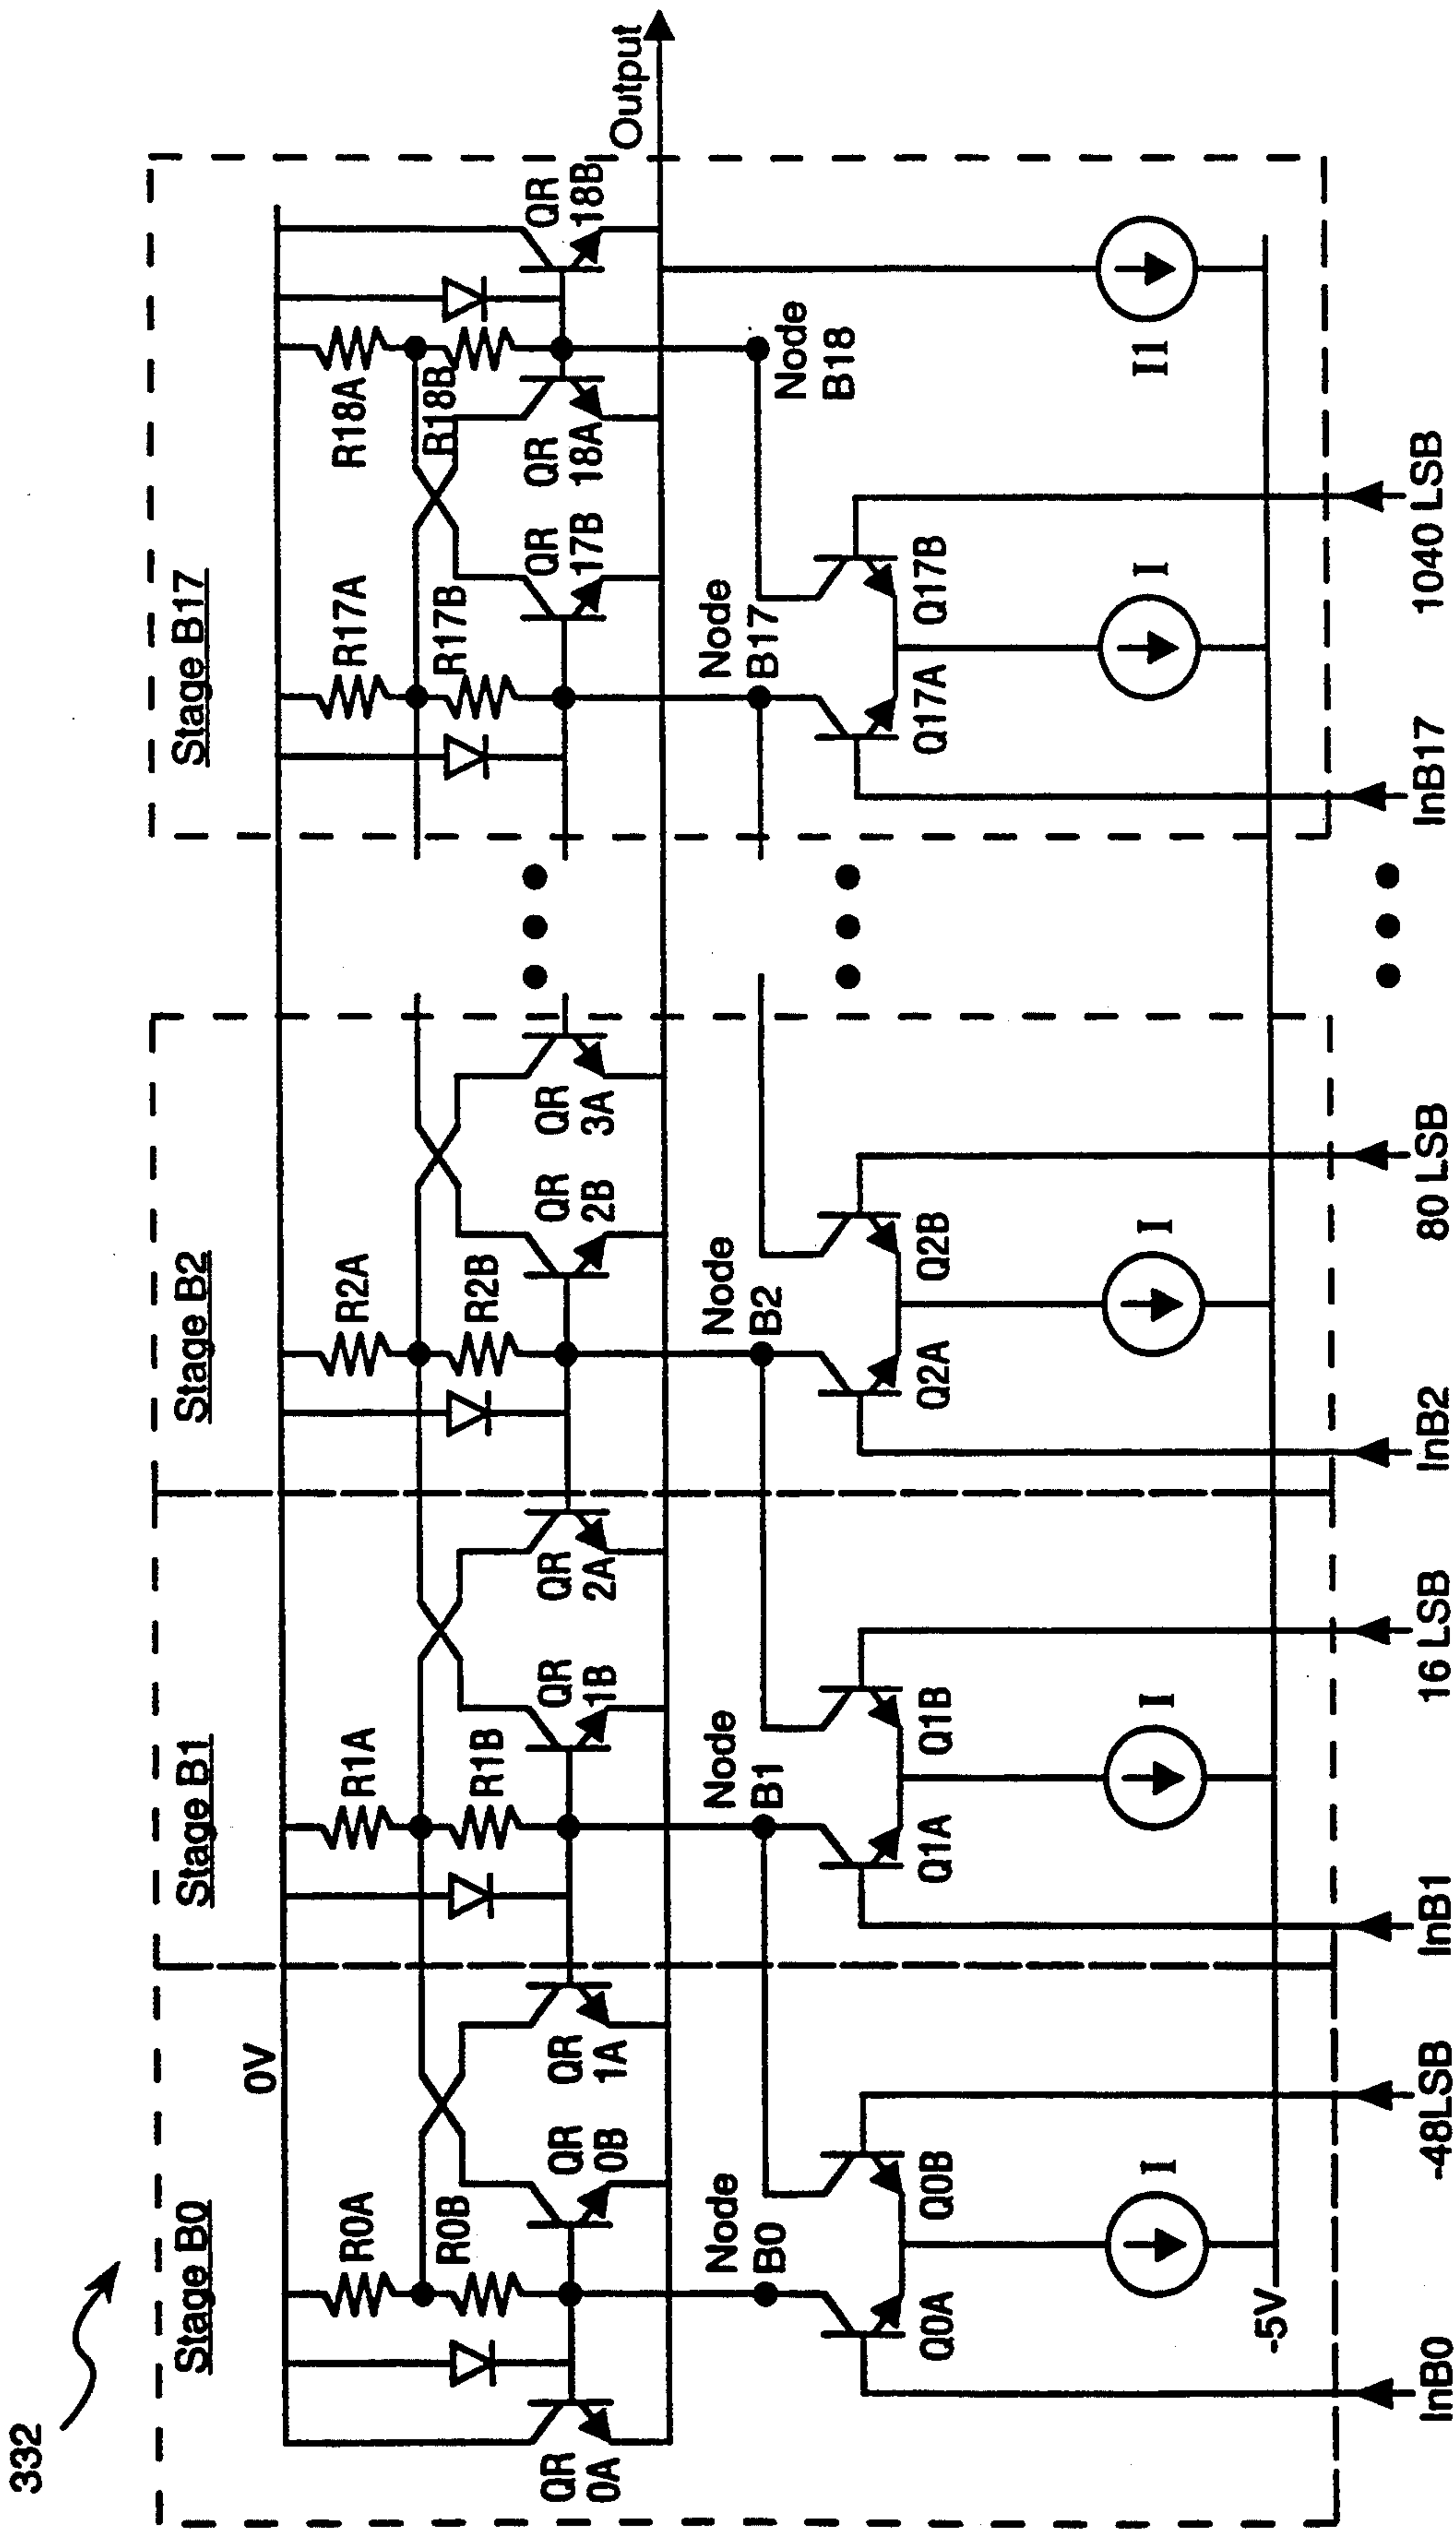 332
Stage B0
Stage B1
Stage B2
Stage B17
0V
R0A
R1A
R2A
R17A
R18A
R0B
R1B
R2B
R17B
R18B
QR
0A
QR
0B
QR
1A
QR
1B
QR
2A
QR
2B
QR
3A
QR
17B
QR
18A
QR
18B
Output
Node
B0
Node
B1
Node
B2
Node
B17
Node
B18
Q0A
Q0B
Q1A
Q1B
Q2A
Q2B
Q17A
Q17B
I
I
I
I
I1
-5V
InB0
-48LSB
InB1
16 LSB
InB2
80 LSB
InB17
1040 LSB